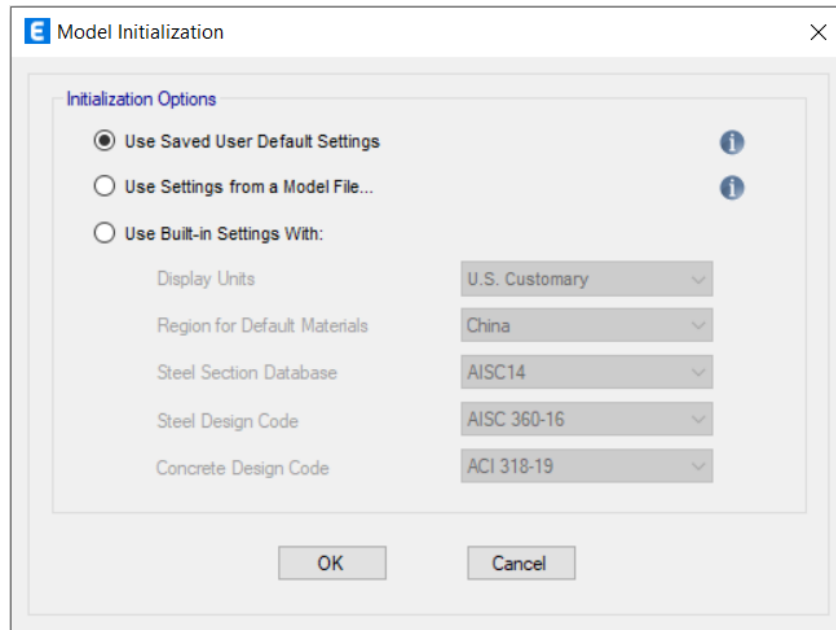 E Model Initialization
Initialization Options
Use Saved User Default Settings
Use Settings from a Model File...
Use Built-in Settings With:
Display Units U.S. Customary
Region for Default Materials China
Steel Section Database AISC14
Steel Design Code AISC 360-16
Concrete Design Code ACI 318-19
OK Cancel